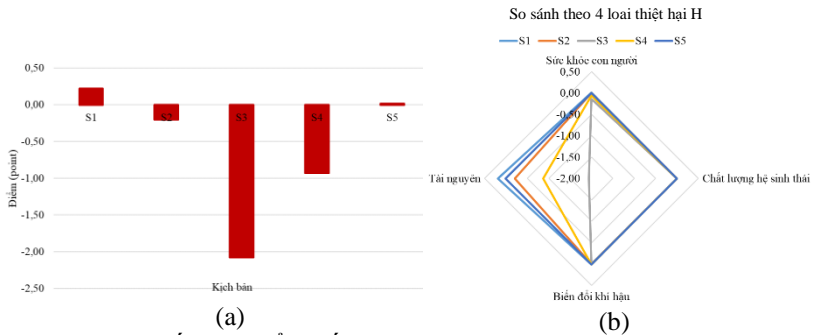 0,50
0,00
-0,50
-1,00
-1,50
-2,00
-2,50
Điểm (point)
S1
S2
S3
S4
S5
Kịch bản
(a)
So sánh theo 4 loai thiệt hại H
S1 S2 S3 S4 S5
Sức khỏe con người
0,50
0,00
-0,50
-1,00
-1,50
-2,00
Tài nguyên
Chất lượng hệ sinh thái
Biến đổi khí hậu
(b)